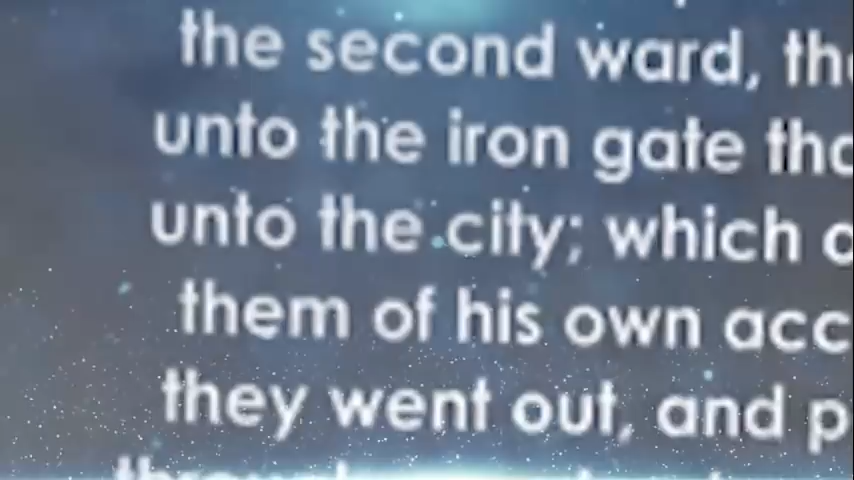 the second ward, the
unto the iron gate tha
unto the city; which o
them of his own acc
they went out, and p
through